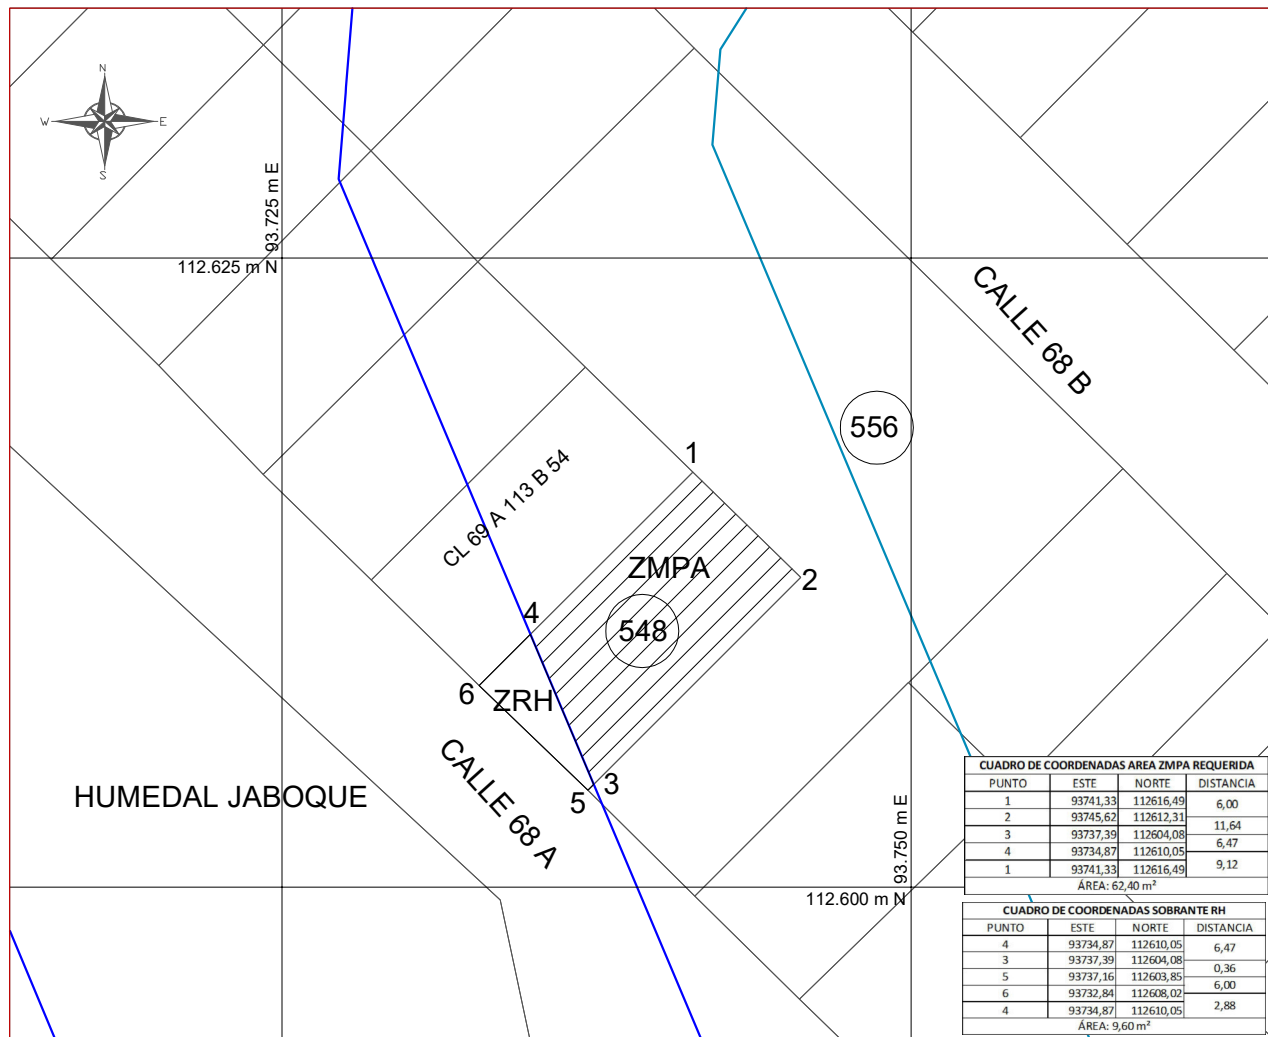 N
W E
S
93.725 m E
112.625 m N
CALLE 68 B
556
1
CL 69 A 113 B 54
ZMPA
2
4
548
6
ZRH
CALLE 68 A
3
5
HUMEDAL JABOQUE
93.750 m E
112.600 m N
CUADRO DE COORDENADAS AREA ZMPA REQUERIDA
PUNTO ESTE NORTE DISTANCIA
1 93741,33 112616,49 6,00
2 93745,62 112612,31 11,64
3 93737,39 112604,08 6,47
4 93734,87 112610,05 9,12
1 93741,33 112616,49
ÁREA: 62,40 m²
CUADRO DE COORDENADAS SOBRANTE RH
PUNTO ESTE NORTE DISTANCIA
4 93734,87 112610,05 6,47
3 93737,39 112604,08 0,36
5 93737,16 112603,85 6,00
6 93732,84 112608,02 2,88
4 93734,87 112610,05
ÁREA: 9,60 m²